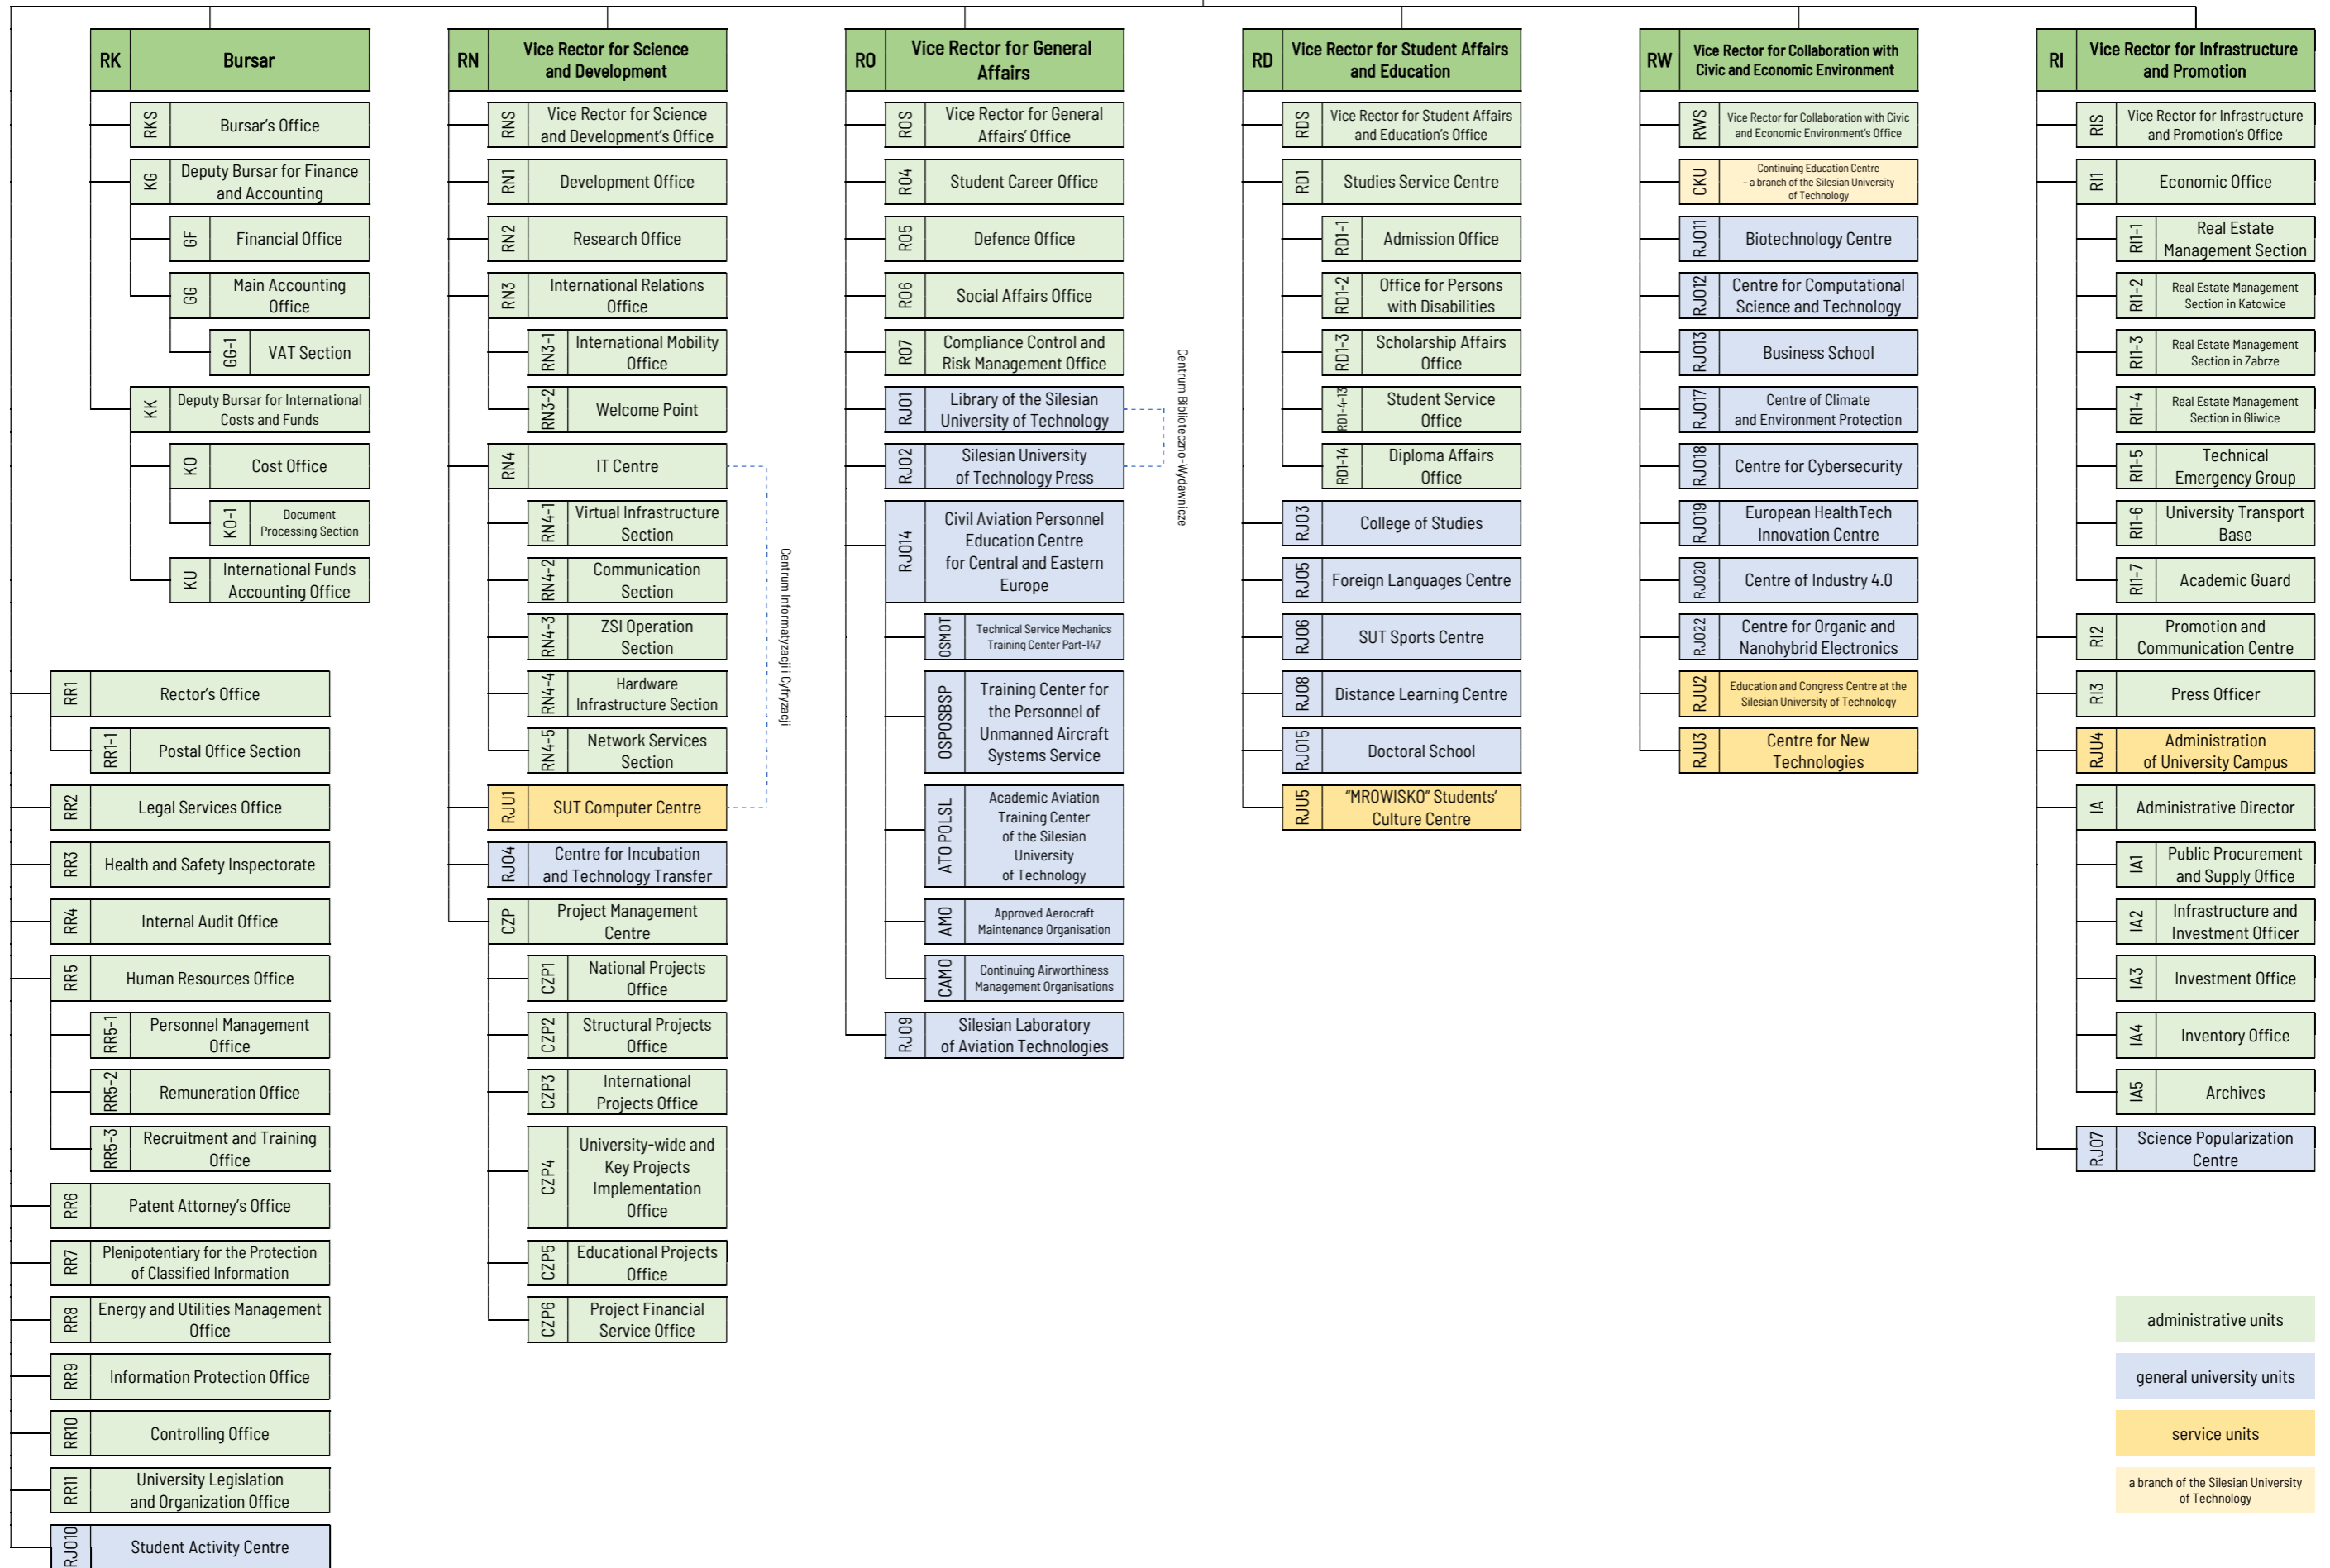 RK
Bursar
RKS
Bursar's Office
KG
Deputy Bursar for Finance
and Accounting
GF
Financial Office
GG
Main Accounting
Office
GG-1
VAT Section
KK
Deputy Bursar for International
Costs and Funds
KO
Cost Office
KO-1
Document
Processing Section
KU
International Funds
Accounting Office
RR1
Rector's Office
RR1-1
Postal Office Section
RR2
Legal Services Office
RR3
Health and Safety Inspectorate
RR4
Internal Audit Office
RR5
Human Resources Office
RR5-1
Personnel Management
Office
RR5-2
Remuneration Office
RR5-3
Recruitment and Training
Office
RR6
Patent Attorney's Office
RR7
Plenipotentiary for the Protection
of Classified Information
RR8
Energy and Utilities Management
Office
RR9
Information Protection Office
RR10
Controlling Office
RR11
University Legislation
and Organization Office
RJO10
Student Activity Centre
RN
Vice Rector for Science
and Development
RNS
Vice Rector for Science
and Development's Office
RN1
Development Office
RN2
Research Office
RN3
International Relations
Office
RN3-1
International Mobility
Office
RN3-2
Welcome Point
RN4
IT Centre
RN4-1
Virtual Infrastructure
Section
RN4-2
Communication
Section
RN4-3
ZSI Operation
Section
RN4-4
Hardware
Infrastructure Section
RN4-5
Network Services
Section
RJU1
SUT Computer Centre
Centrum Informatyzacji i Cyfryzacji
RJO4
Centre for Incubation
and Technology Transfer
CZP
Project Management
Centre
CZP1
National Projects
Office
CZP2
Structural Projects
Office
CZP3
International
Projects Office
CZP4
University-wide and
Key Projects
Implementation
Office
CZP5
Educational Projects
Office
CZP6
Project Financial
Service Office
RO
Vice Rector for General
Affairs
ROS
Vice Rector for General
Affairs' Office
RO4
Student Career Office
RO5
Defence Office
RO6
Social Affairs Office
RO7
Compliance Control and
Risk Management Office
RJO1
Library of the Silesian
University of Technology
RJO2
Silesian University
of Technology Press
Centrum Biblioteczno-Wydawnicze
RJO14
Civil Aviation Personnel
Education Centre
for Central and Eastern
Europe
OSMOT
Technical Service Mechanics
Training Center Part-147
OSPOSBSP
Training Center for
the Personnel of
Unmanned Aircraft
Systems Service
ATO POLSL
Academic Aviation
Training Center
of the Silesian
University
of Technology
AMO
Approved Aerocraft
Maintenance Organisation
CAMO
Continuing Airworthiness
Management Organisations
RJO9
Silesian Laboratory
of Aviation Technologies
RD
Vice Rector for Student Affairs
and Education
RDS
Vice Rector for Student Affairs
and Education's Office
RD1
Studies Service Centre
RD1-1
Admission Office
RD1-2
Office for Persons
with Disabilities
RD1-3
Scholarship Affairs
Office
RD1-4-13
Student Service
Office
RD1-14
Diploma Affairs
Office
RJO3
College of Studies
RJO5
Foreign Languages Centre
RJO6
SUT Sports Centre
RJO8
Distance Learning Centre
RJO15
Doctoral School
RJU5
"MROWISKO" Students'
Culture Centre
RW
Vice Rector for Collaboration with
Civic and Economic Environment
RWS
Vice Rector for Collaboration with Civic
and Economic Environment's Office
CKU
Continuing Education Centre
– a branch of the Silesian University
of Technology
RJO11
Biotechnology Centre
RJO12
Centre for Computational
Science and Technology
RJO13
Business School
RJO17
Centre of Climate
and Environment Protection
RJO18
Centre for Cybersecurity
RJO19
European HealthTech
Innovation Centre
RJO20
Centre of Industry 4.0
RJO22
Centre for Organic and
Nanohybrid Electronics
RJU2
Education and Congress Centre at the
Silesian University of Technology
RJU3
Centre for New
Technologies
RI
Vice Rector for Infrastructure
and Promotion
RIS
Vice Rector for Infrastructure
and Promotion's Office
RI1
Economic Office
RI1-1
Real Estate
Management Section
RI1-2
Real Estate Management
Section in Katowice
RI1-3
Real Estate Management
Section in Zabrze
RI1-4
Real Estate Management
Section in Gliwice
RI1-5
Technical
Emergency Group
RI1-6
University Transport
Base
RI1-7
Academic Guard
RI2
Promotion and
Communication Centre
RI3
Press Officer
RJU4
Administration
of University Campus
IA
Administrative Director
IA1
Public Procurement
and Supply Office
IA2
Infrastructure and
Investment Officer
IA3
Investment Office
IA4
Inventory Office
IA5
Archives
RJO7
Science Popularization
Centre
administrative units
general university units
service units
a branch of the Silesian University
of Technology